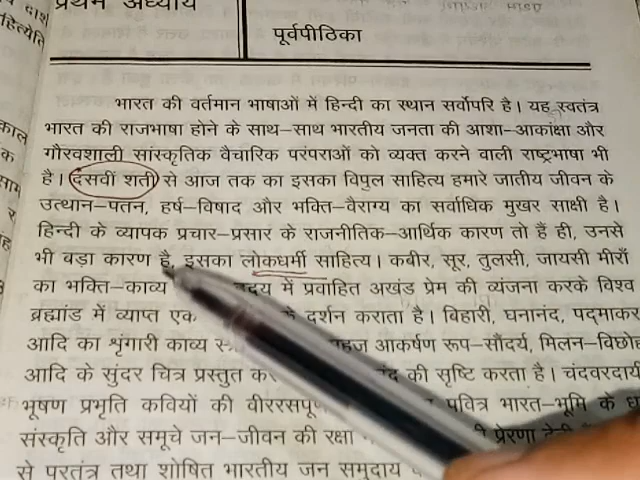 प्रथम अध्याय
पूर्वपीठिका
भारत की वर्तमान भाषाओं में हिन्दी का स्थान सर्वोपरि है। यह स्वतंत्र
भारत की राजभाषा होने के साथ–साथ भारतीय जनता की आशा–आकांक्षा और
गौरवशाली सांस्कृतिक वैचारिक परंपराओं को व्यक्त करने वाली राष्ट्रभाषा भी
है। दसवीं शती से आज तक का इसका विपुल साहित्य हमारे जातीय जीवन के
उत्थान–पतन, हर्ष–विषाद और भक्ति–वैराग्य का सर्वाधिक मुखर साक्षी है।
हिन्दी के व्यापक प्रचार–प्रसार के राजनीतिक–आर्थिक कारण तो हैं ही, उनसे
भी बड़ा कारण है, इसका लोकधर्मी साहित्य। कबीर, सूर, तुलसी, जायसी मीराँ
का भक्ति–काव्य में प्रवाहित अखंड प्रेम की व्यंजना करके विश्व
ब्रह्मांड में व्याप्त एक के दर्शन कराता है। बिहारी, घनानंद, पद्माकर
आदि का शृंगारी काव्य आकर्षण रूप–सौंदर्य, मिलन–विछोह
आदि के सुंदर चित्र प्रस्तुत की सृष्टि करता है। चंदवरदायी
भूषण प्रभृति कवियों की पवित्र भारत–भूमि के
संस्कृति और समूचे जन–जीवन की रक्षा प्रेरणा
से परतंत्र तथा शोषित भारतीय जन समुदाय